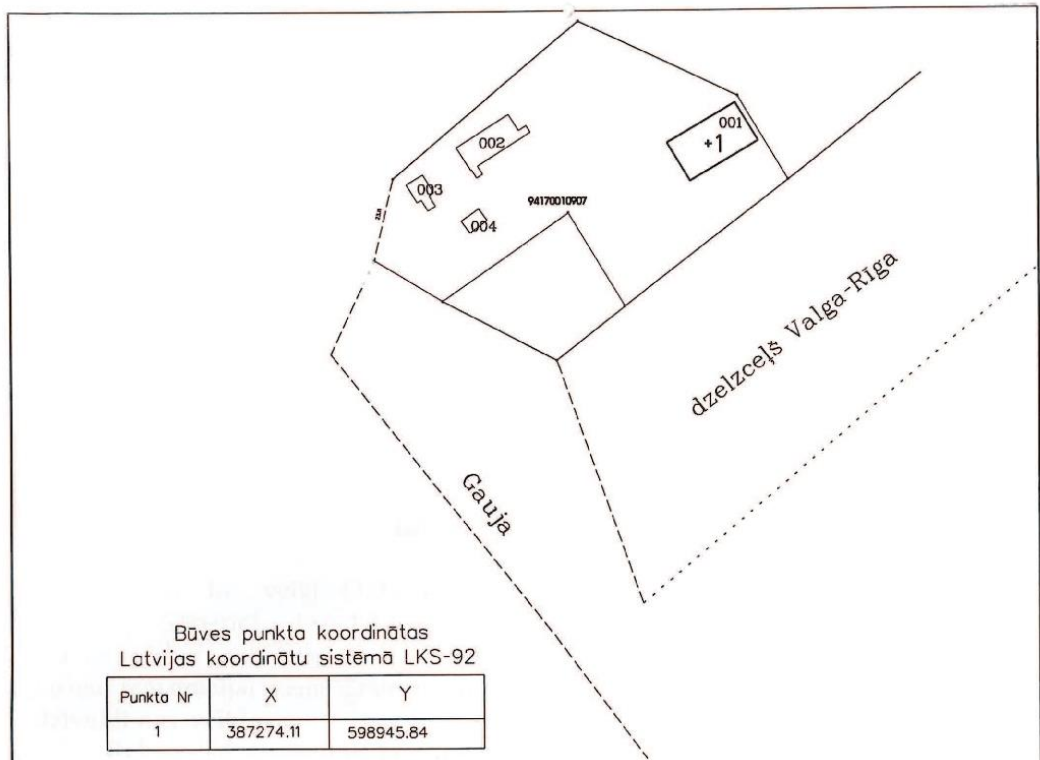 001
+1
002
003
004
94170010907
dzelzceļš Valga-Rīga
Gauja
Būves punkta koordinātas
Latvijas koordinātu sistēmā LKS-92
Punkta Nr X Y
1 387274.11 598945.84